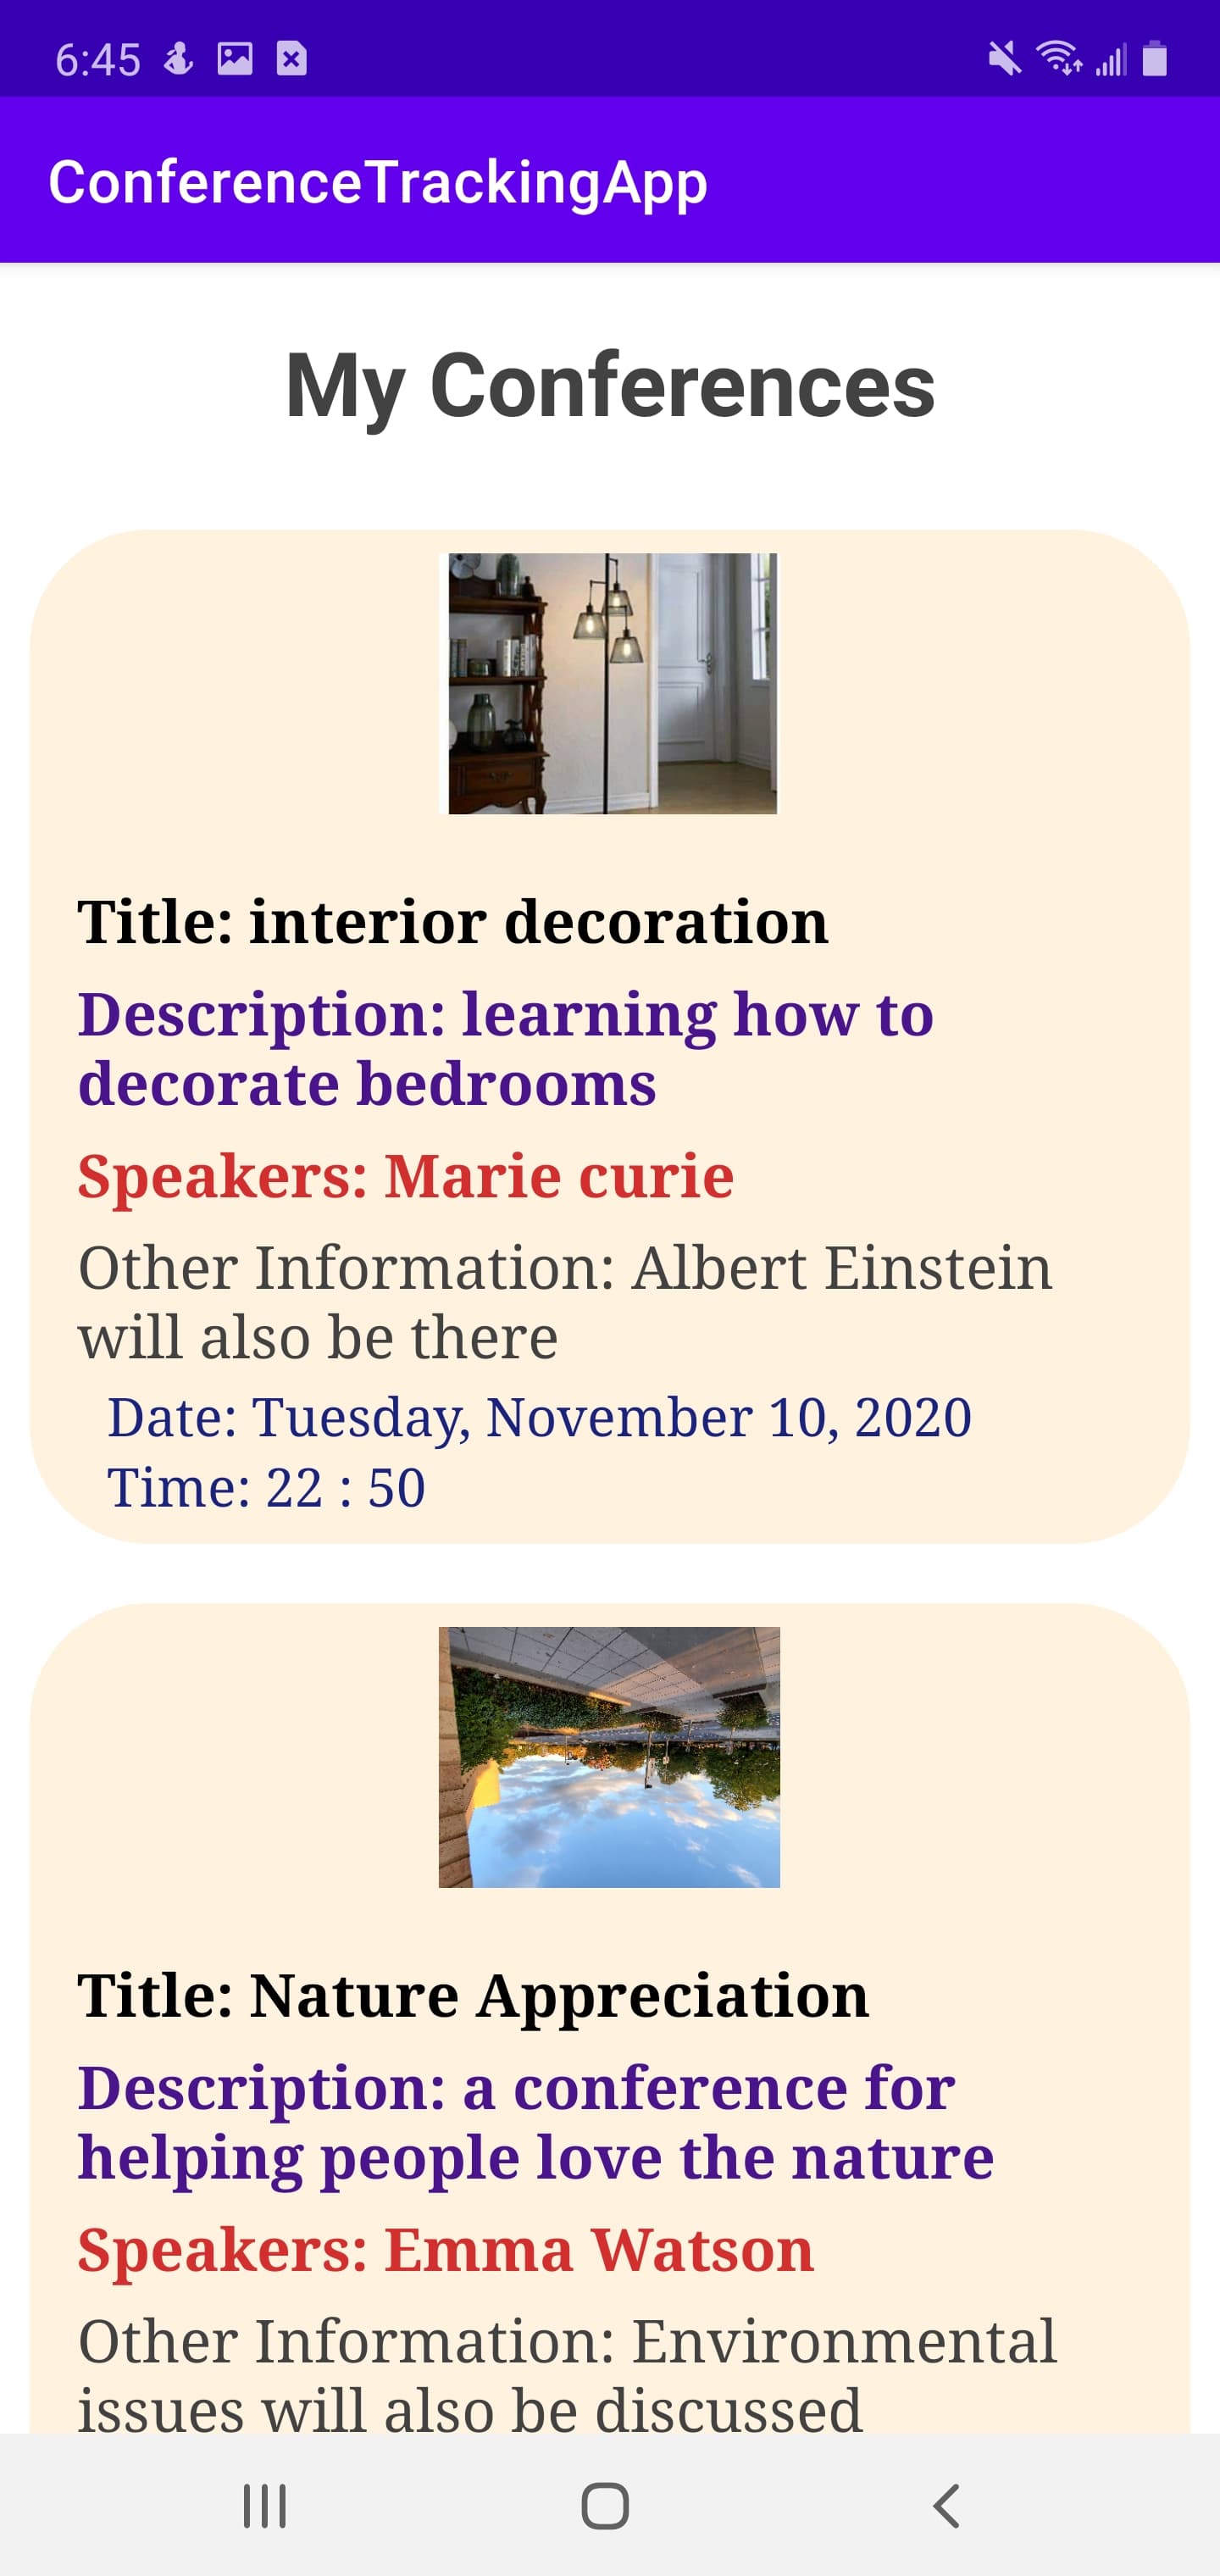 6:45
ConferenceTrackingApp
My Conferences
Title: interior decoration
Description: learning how to
decorate bedrooms
Speakers: Marie curie
Other Information: Albert Einstein
will also be there
Date: Tuesday, November 10, 2020
Time: 22 : 50
Title: Nature Appreciation
Description: a conference for
helping people love the nature
Speakers: Emma Watson
Other Information: Environmental
issues will also be discussed